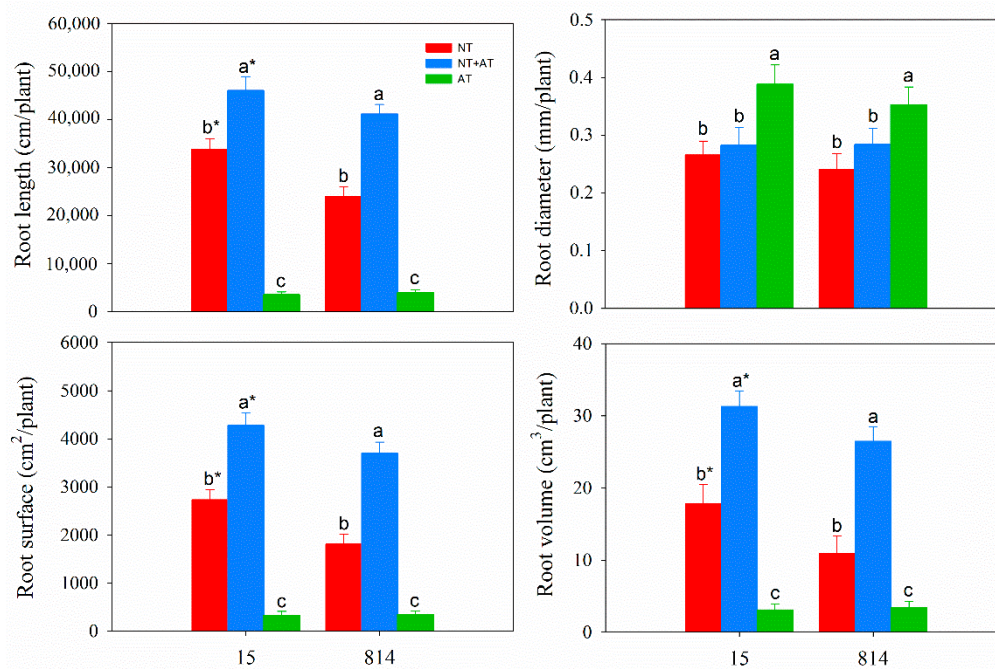 Root length (cm/plant)
60,000
50,000
40,000
30,000
20,000
10,000
0
NT
NT+AT
AT
b*
a*
c
b
a
c
Root diameter (mm/plant)
0.5
0.4
0.3
0.2
0.1
0.0
b
b
a
b
b
a
Root surface (cm²/plant)
6000
5000
4000
3000
2000
1000
0
b*
a*
c
b
a
c
15
814
Root volume (cm³/plant)
40
30
20
10
0
b*
a*
c
b
a
c
15
814